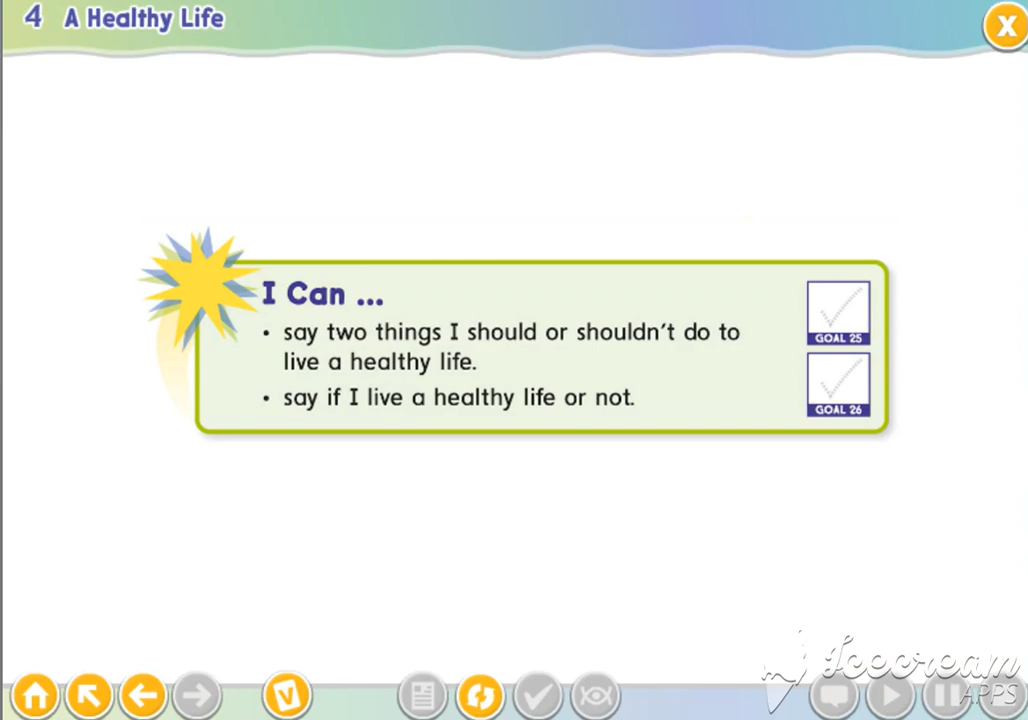 4 A Healthy Life
X
I Can ...
• say two things I should or shouldn't do to
live a healthy life.
GOAL 25
• say if I live a healthy life or not.
GOAL 26
V
Icecream
APPS